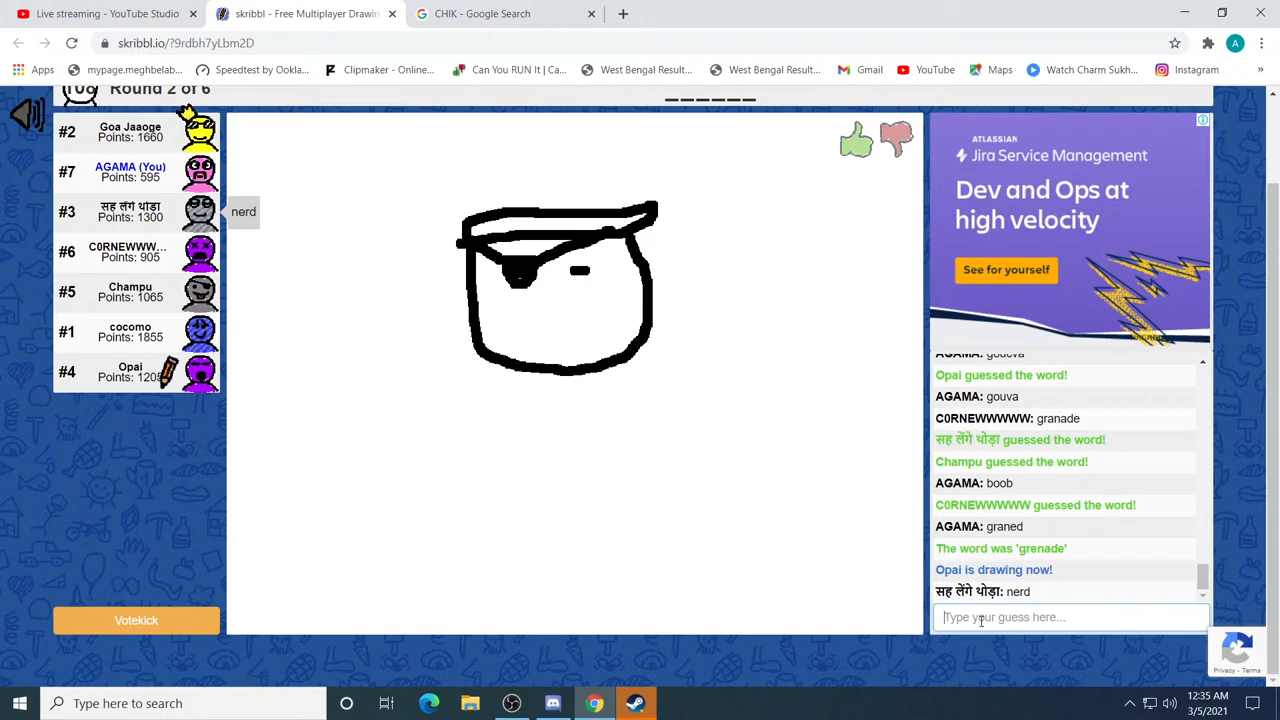 Live streaming - YouTube Studio
skribbl - Free Multiplayer Drawin
CHIK - Google Search
skribbl.io/?9rdbh7yLbm2D
Apps
mypage.meghbelab...
Speedtest by Ookla...
Clipmaker - Online...
Can You RUN It | Ca...
West Bengal Result...
West Bengal Result...
Gmail
YouTube
Maps
Watch Charm Sukh...
Instagram
»
108 Round 2 of 6
#2 Goa Jaaoge
Points: 1660
#7 AGAMA (You)
Points: 595
#3 सह लेंगे थोड़ा
Points: 1300
nerd
#6 C0RNEWWW...
Points: 905
#5 Champu
Points: 1065
#1 cocomo
Points: 1855
#4 Opai
Points: 1205
Votekick
ATLASSIAN
Jira Service Management
Dev and Ops at
high velocity
See for yourself
AGAMA: goueva
Opai guessed the word!
AGAMA: gouva
C0RNEWWWWW: granade
सह लेंगे थोड़ा guessed the word!
Champu guessed the word!
AGAMA: boob
C0RNEWWWWW guessed the word!
AGAMA: graned
The word was 'grenade'
Opai is drawing now!
सह लेंगे थोड़ा: nerd
Type your guess here...
Privacy - Terms
Type here to search
12:35 AM
3/5/2021